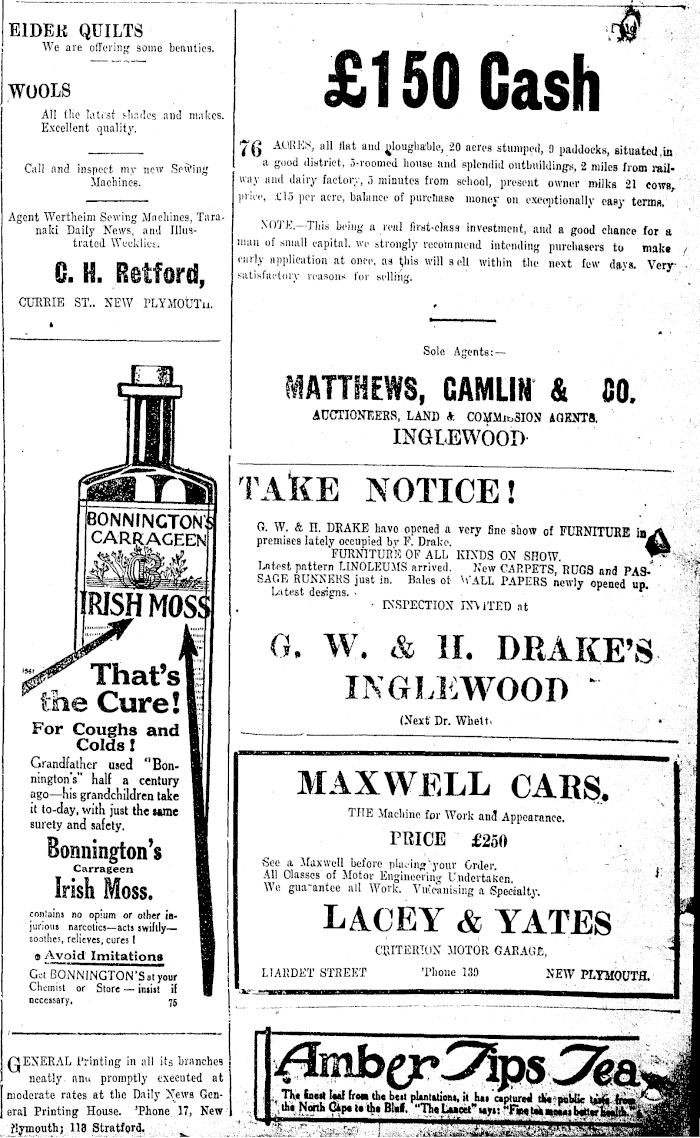 EIDER QUILTS
We are offering some beauties.
WOOLS
All the latest shades and makes.
Excellent quality.
Call and inspect my new Sewing
Machines.
Agent Wertheim Sewing Machines, Tara-
naki Daily News, and Illus-
trated Weeklies.
C. H. Retford,
CURRIE ST., NEW PLYMOUTH.
BONNINGTON'S
CARRAGEEN
IRISH MOSS
That's
the Cure!
For Coughs and
Colds!
Grandfather used "Bon-
nington's" half a century
ago—his grandchildren take
it to-day, with just the same
surety and safety.
Bonnington's
Carrageen
Irish Moss.
contains no opium or other in-
jurious narcotics—acts swiftly—
soothes, relieves, cures!
Avoid Imitations
Get BONNINGTON'S at your
Chemist or Store — insist if
necessary. 75
GENERAL Printing in all its branches
neatly and promptly executed at
moderate rates at the Daily News Gen-
eral Printing House. 'Phone 17, New
Plymouth; 118 Stratford.
£150 Cash
76 ACRES, all flat and ploughable, 20 acres stumped, 9 paddocks, situated in
a good district, 5-roomed house and splendid outbuildings, 2 miles from rail-
way and dairy factory, 5 minutes from school, present owner milks 21 cows,
price, £15 per acre, balance of purchase money on exceptionally easy terms.
NOTE.—This being a real first-class investment, and a good chance for a
man of small capital, we strongly recommend intending purchasers to make
early application at once, as this will sell within the next few days. Very
satisfactory reasons for selling.
Sole Agents:—
MATTHEWS, GAMLIN & CO.
AUCTIONEERS, LAND & COMMISSION AGENTS,
INGLEWOOD.
TAKE NOTICE!
G. W. & H. DRAKE have opened a very fine show of FURNITURE in
premises lately occupied by F. Drake.
FURNITURE OF ALL KINDS ON SHOW.
Latest pattern LINOLEUMS arrived. New CARPETS, RUGS and PAS-
SAGE RUNNERS just in. Bales of WALL PAPERS newly opened up.
Latest designs.
INSPECTION INVITED at
G. W. & H. DRAKE'S
INGLEWOOD
(Next Dr. Whett
MAXWELL CARS.
THE Machine for Work and Appearance.
PRICE £250
See a Maxwell before placing your Order.
All Classes of Motor Engineering Undertaken.
We guarantee all Work. Vulcanising a Specialty.
LACEY & YATES
CRITERION MOTOR GARAGE,
LIARDET STREET 'Phone 139 NEW PLYMOUTH.
Amber Tips Tea
The finest leaf from the best plantations, it has captured the public taste from
the North Cape to the Bluff. "The Lancet" says: "Fine tea means better health."